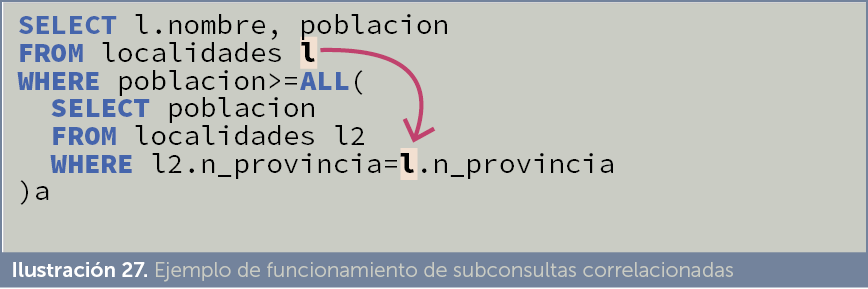 SELECT l.nombre, poblacion
FROM localidades l
WHERE poblacion>=ALL(
SELECT poblacion
FROM localidades l2
WHERE l2.n_provincia=l.n_provincia
)a
Ilustración 27. Ejemplo de funcionamiento de subconsultas correlacionadas